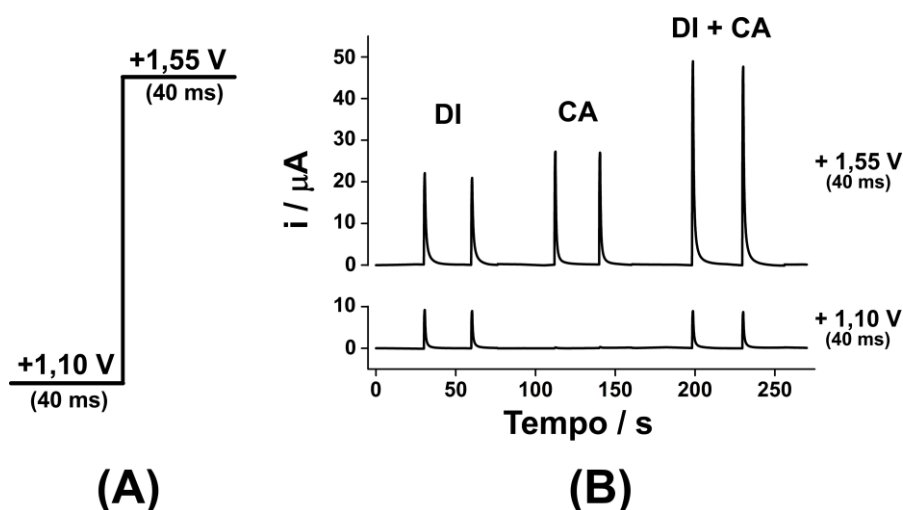 +1,55 V
(40 ms)
+1,10 V
(40 ms)
(A)
DI + CA
DI
CA
50
40
30
20
10
0
+ 1,55 V
(40 ms)
i / μA
10
0
+ 1,10 V
(40 ms)
0
50
100
150
200
250
Tempo / s
(B)